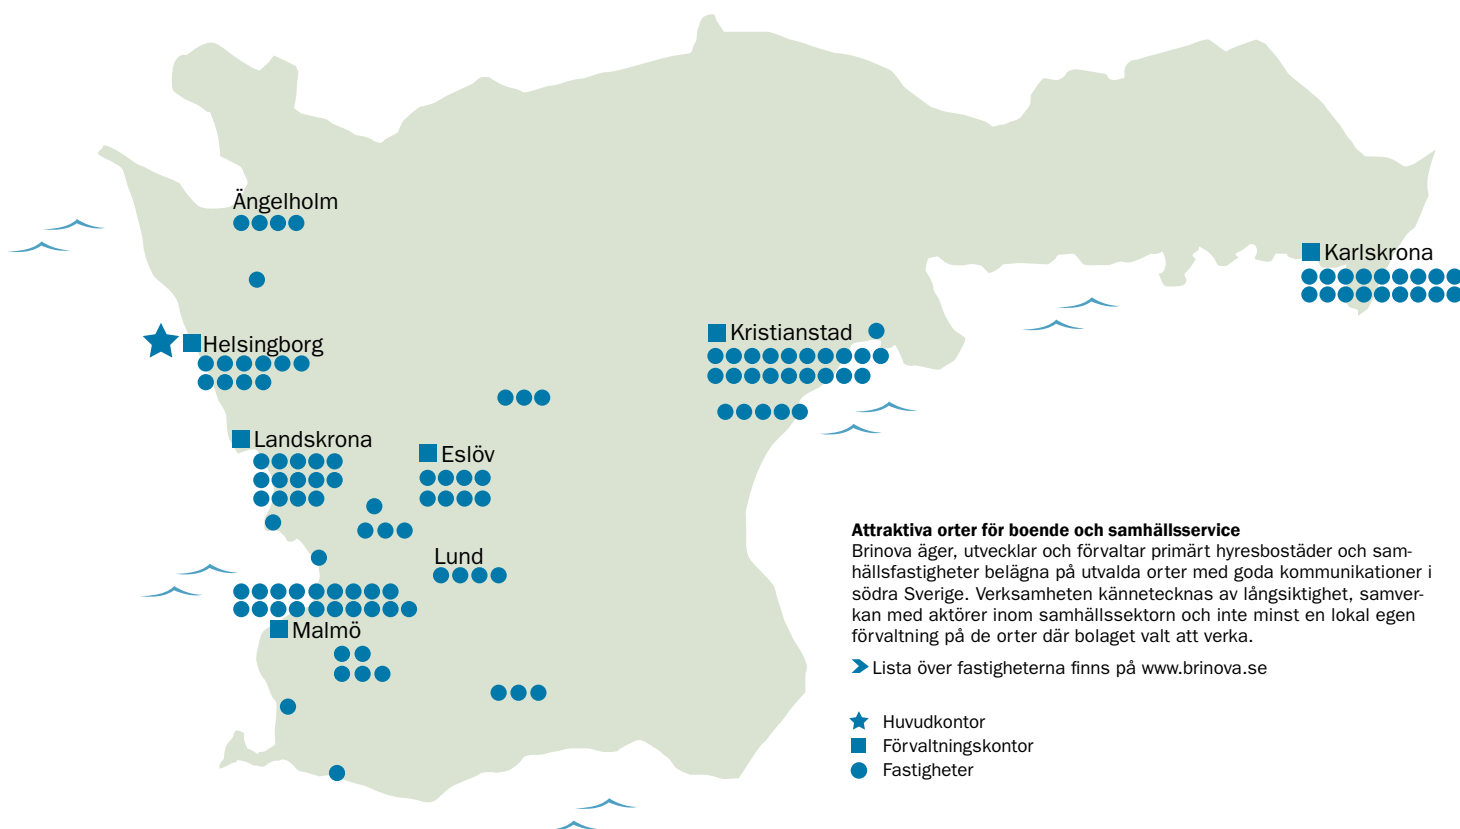 Ängelholm
Karlskrona
Kristianstad
Helsingborg
Landskrona
Eslöv
Lund
Malmö
Attraktiva orter för boende och samhällsservice
Brinova äger, utvecklar och förvaltar primärt hyresbostäder och sam-
hällsfastigheter belägna på utvalda orter med goda kommunikationer i
södra Sverige. Verksamheten kännetecknas av långsiktighet, samver-
kan med aktörer inom samhällssektorn och inte minst en lokal egen
förvaltning på de orter där bolaget valt att verka.
Lista över fastigheterna finns på www.brinova.se
Huvudkontor
Förvaltningskontor
Fastigheter